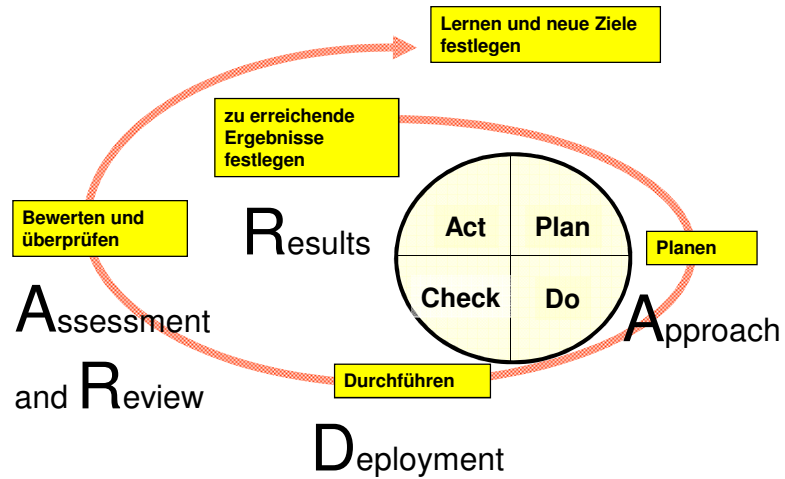 Lernen und neue Ziele
festlegen
zu erreichende
Ergebnisse
festlegen
Bewerten und
überprüfen
Results
Act
Plan
Planen
Check
Do
Assessment
Approach
and Review
Durchführen
Deployment